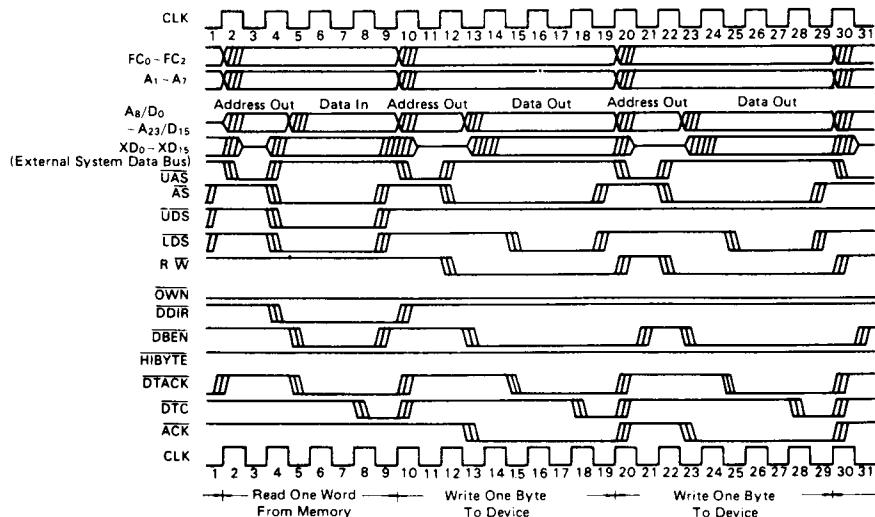 CLK
1 2 3 4 5 6 7 8 9 10 11 12 13 14 15 16 17 18 19 20 21 22 23 24 25 26 27 28 29 30 31
FC0 ~ FC2
A1 ~ A7
Address Out Data In Address Out Data Out Address Out Data Out
A8/D0
~ A23/D15
XD0 ~ XD15
(External System Data Bus)
UAS
AS
UDS
LDS
R W
OWN
DDIR
DBEN
HIBYTE
DTACK
DTC
ACK
CLK
1 2 3 4 5 6 7 8 9 10 11 12 13 14 15 16 17 18 19 20 21 22 23 24 25 26 27 28 29 30 31
Read One Word Write One Byte Write One Byte
From Memory To Device To Device